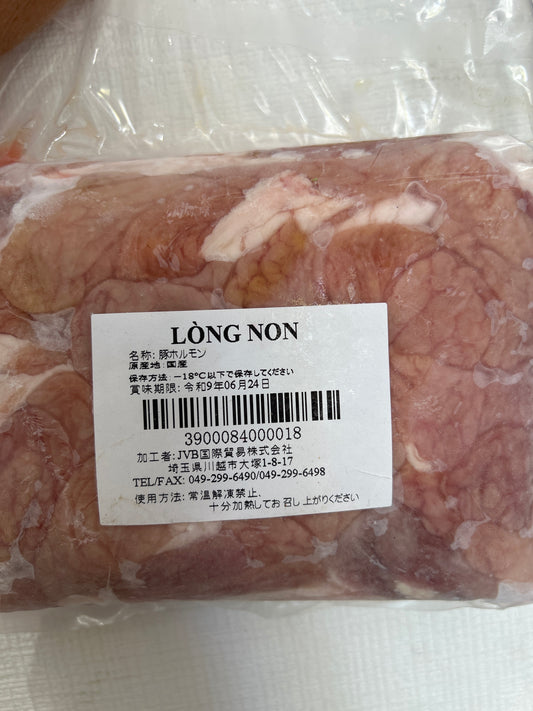 LÒNG NON
名称: 豚ホルモン
原産地: 国産
保存方法: －18℃以下で保存してください
賞味期限: 令和9年06月24日
3900084000018
加工者: JVB国際貿易株式会社
埼玉県川越市大塚1-8-17
TEL/FAX: 049-299-6490/049-299-6498
使用方法: 常温解凍禁止、
十分加熱してお召し上がりください